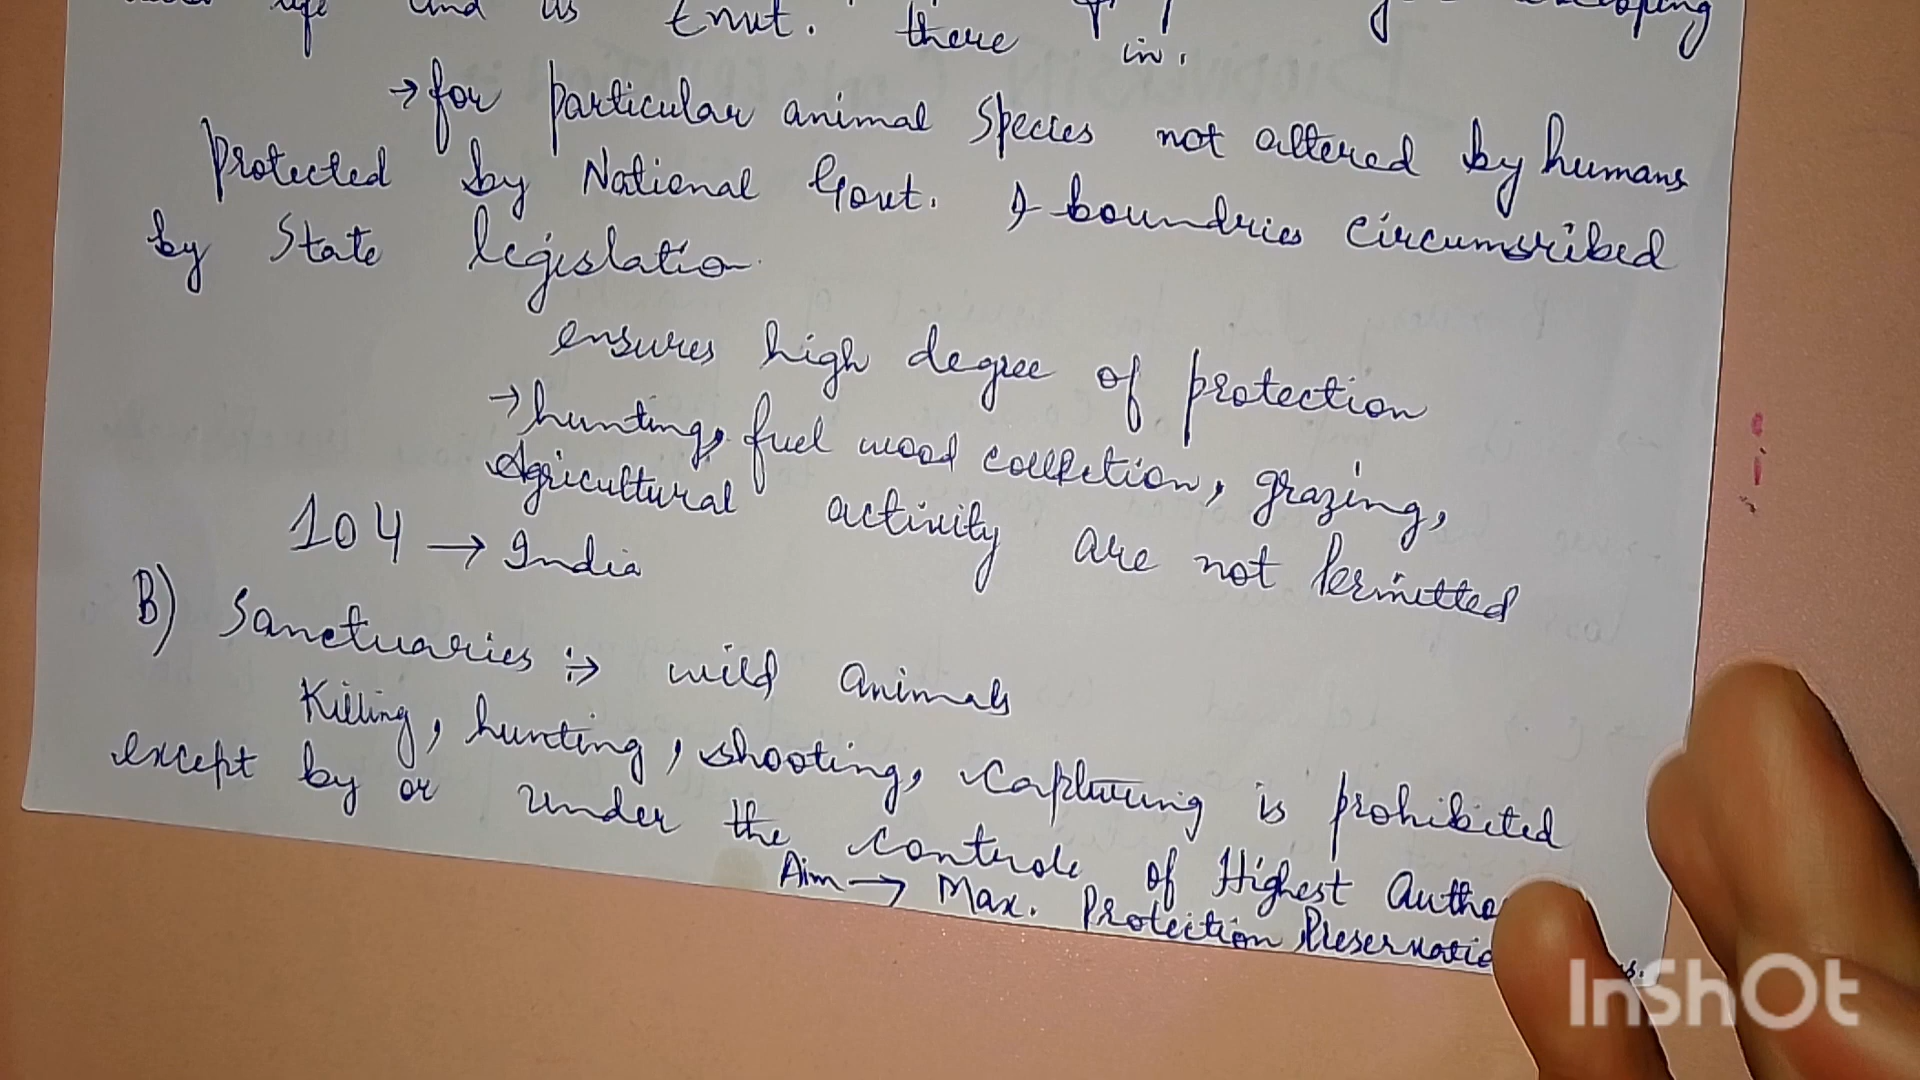 life and its Envt. there in.
→ for particular animal species not altered by humans
protected by National Govt. & boundries circumsribed
by State legislation
ensures high degree of protection
→ hunting, fuel wood collection, grazing,
Agricultural activity are not Permitted
104 → India
B) Sanctuaries :→ wild animals
Killing, hunting, shooting, capturing is prohibited
except by or under the controle of Highest Autho
Aim → Max. Protection Preservatio
InShOt